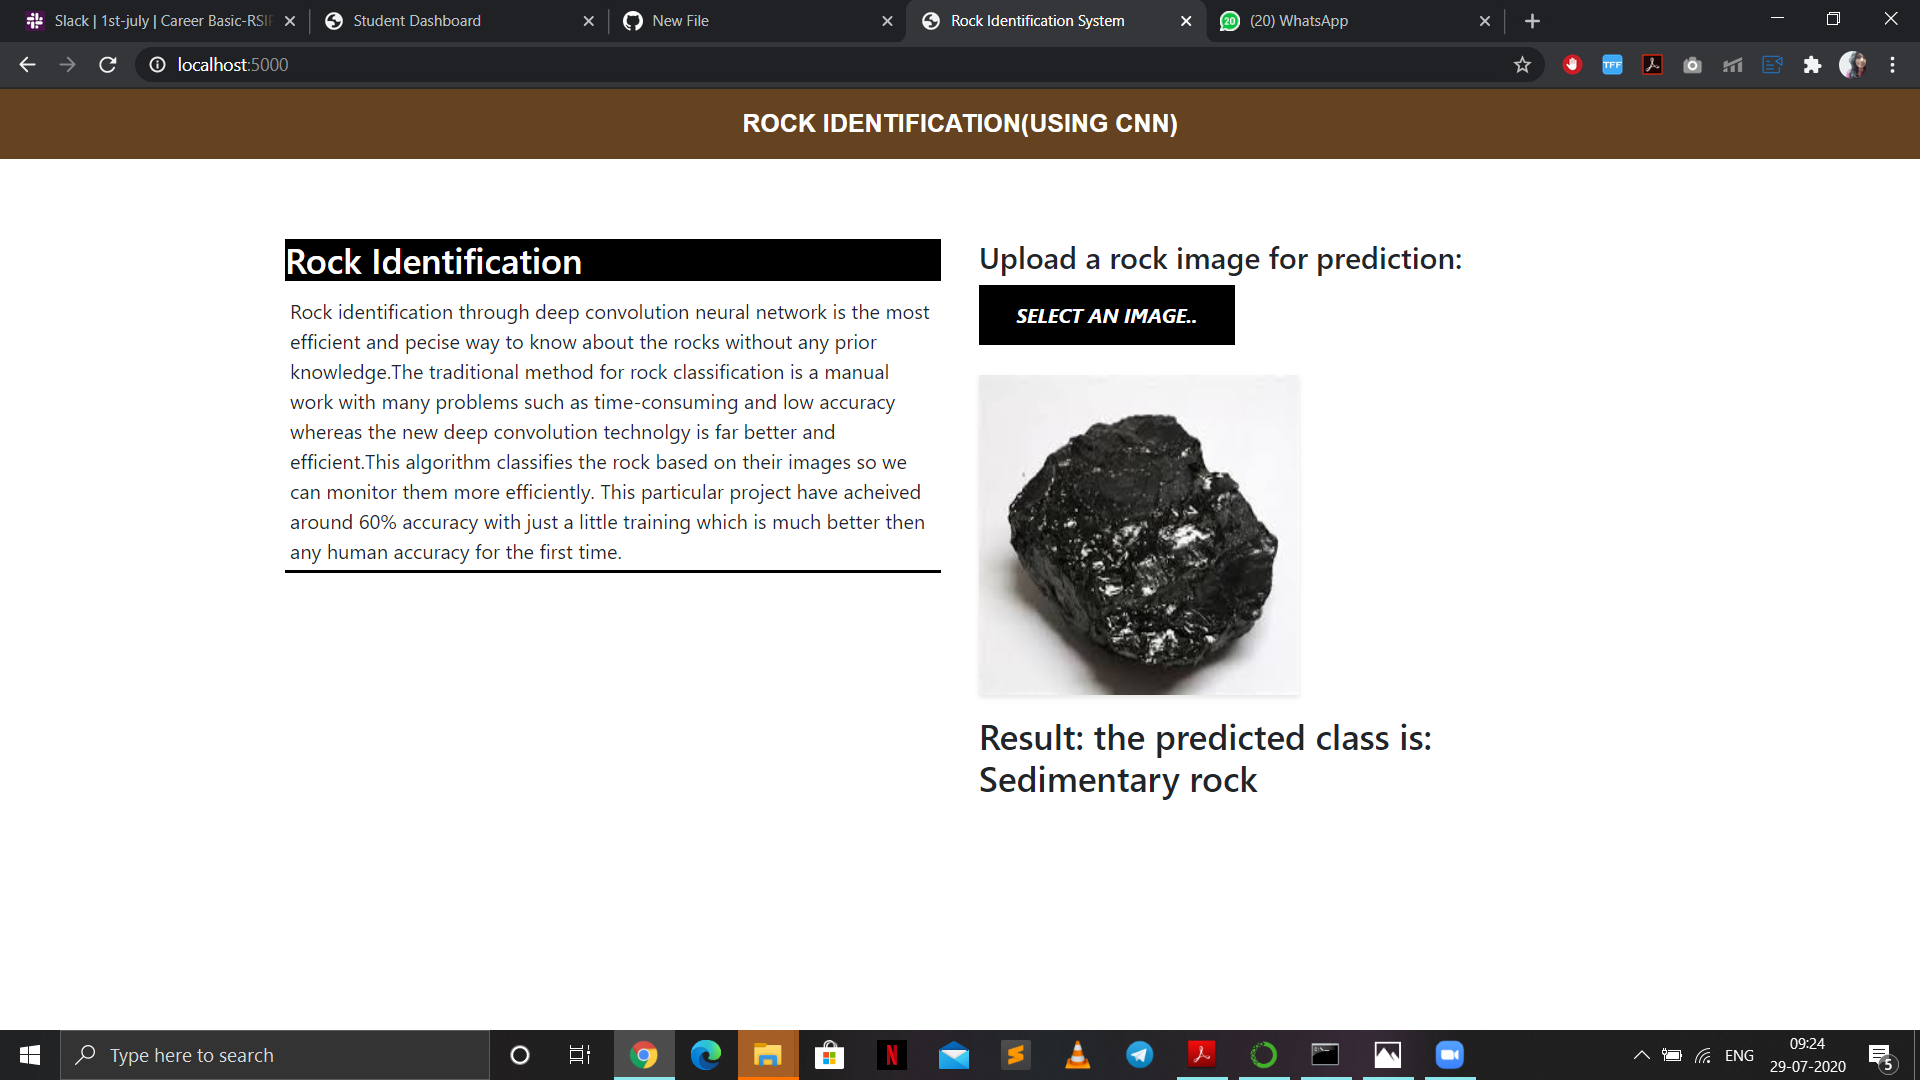 Slack | 1st-july | Career Basic-RSIP
Student Dashboard
New File
Rock Identification System
20
(20) WhatsApp
localhost:5000
TFF
ROCK IDENTIFICATION(USING CNN)
Rock Identification
Rock identification through deep convolution neural network is the most
efficient and pecise way to know about the rocks without any prior
knowledge.The traditional method for rock classification is a manual
work with many problems such as time-consuming and low accuracy
whereas the new deep convolution technolgy is far better and
efficient.This algorithm classifies the rock based on their images so we
can monitor them more efficiently. This particular project have acheived
around 60% accuracy with just a little training which is much better then
any human accuracy for the first time.
Upload a rock image for prediction:
SELECT AN IMAGE..
Result: the predicted class is:
Sedimentary rock
Type here to search
N
ENG
09:24
29-07-2020
5